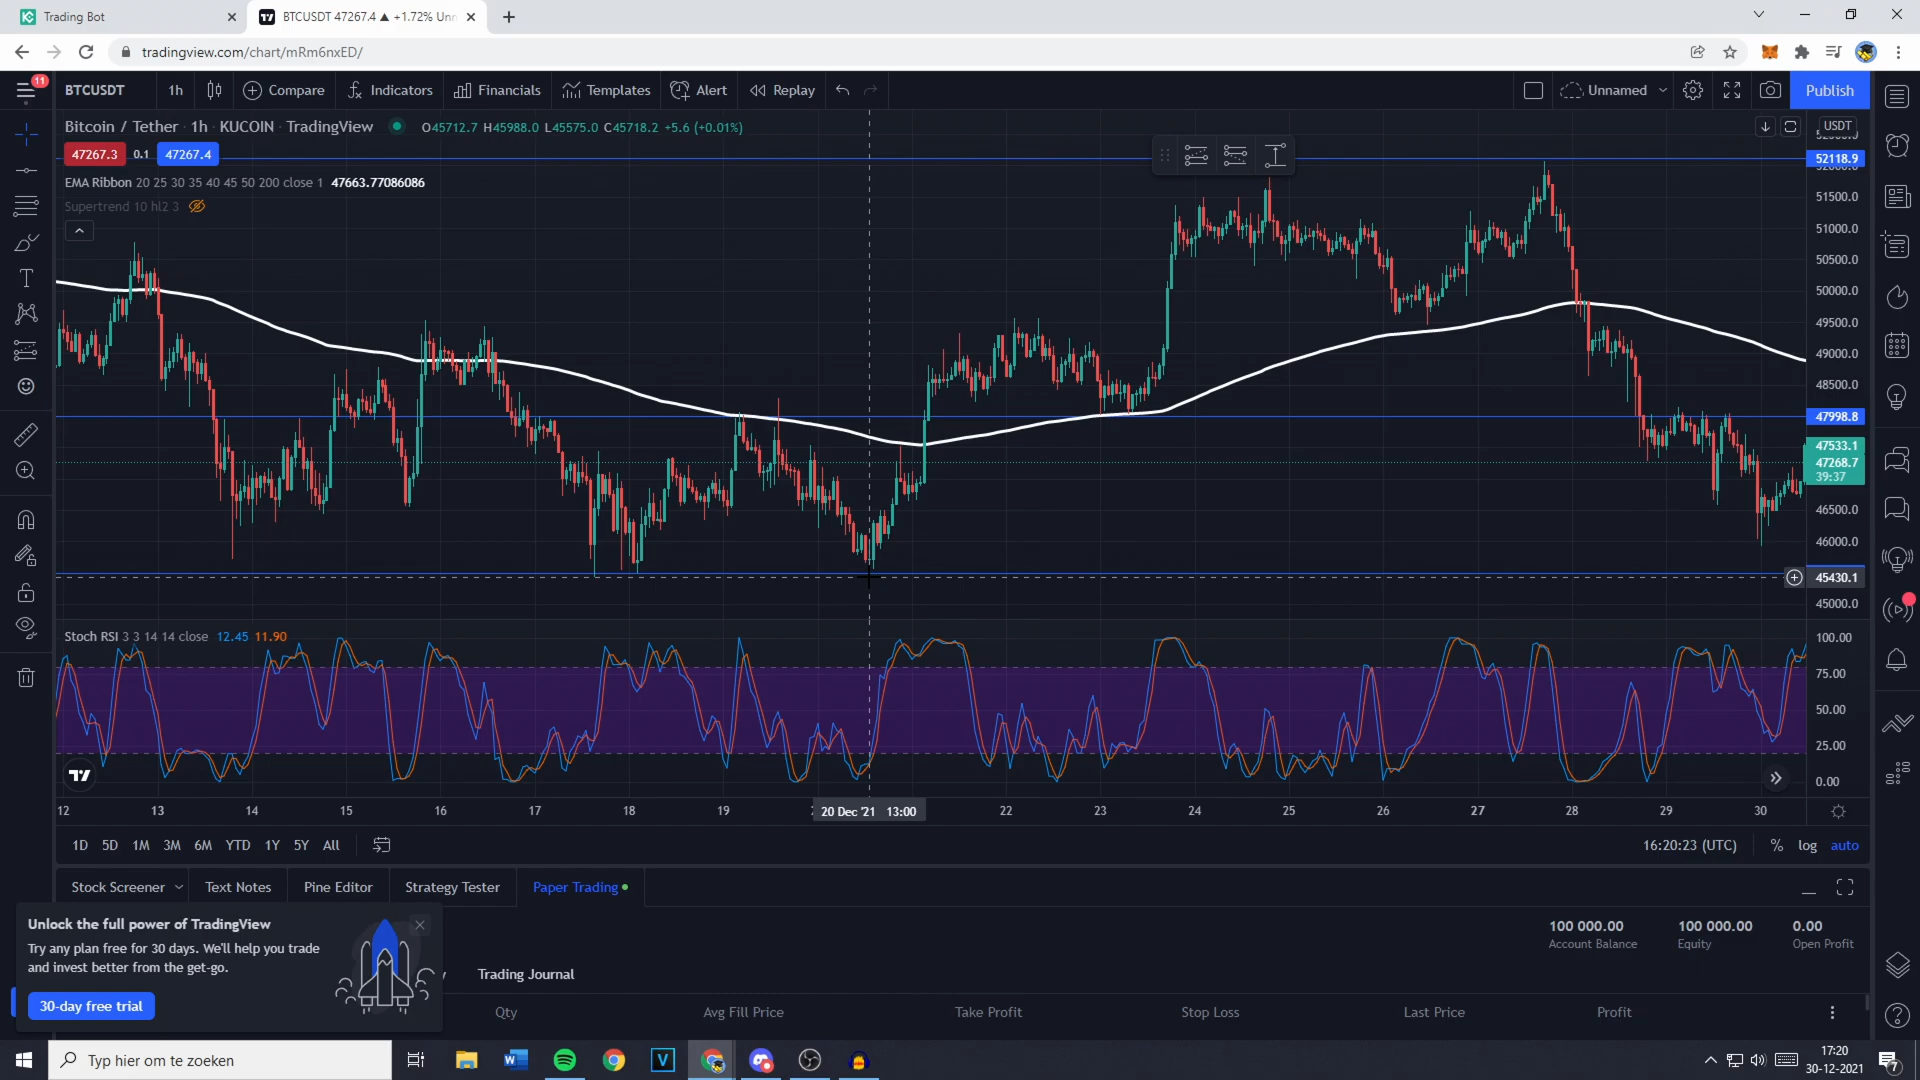 Trading Bot
BTCUSDT 47267.4 ▲ +1.72% Unn
tradingview.com/chart/mRm6nxED/
11
BTCUSDT
1h
Compare
Indicators
Financials
Templates
Alert
Replay
Unnamed
Publish
Bitcoin / Tether · 1h · KUCOIN · TradingView
O45712.7 H45988.0 L45575.0 C45718.2 +5.6 (+0.01%)
USDT
47267.3 0.1 47267.4
EMA Ribbon 20 25 30 35 40 45 50 200 close 1 47663.77086086
Supertrend 10 hl2 3
52118.9
51500.0
51000.0
50500.0
50000.0
49500.0
49000.0
48500.0
47998.8
47533.1
47268.7
39:37
46500.0
46000.0
45430.1
45000.0
Stoch RSI 3 3 14 14 close 12.45 11.90
100.00
75.00
50.00
25.00
0.00
12 13 14 15 16 17 18 19 20 Dec '21 13:00 22 23 24 25 26 27 28 29 30
1D 5D 1M 3M 6M YTD 1Y 5Y All
16:20:23 (UTC) % log auto
Stock Screener
Text Notes
Pine Editor
Strategy Tester
Paper Trading
Unlock the full power of TradingView
Try any plan free for 30 days. We'll help you trade
and invest better from the get-go.
30-day free trial
100 000.00 100 000.00 0.00
Account Balance Equity Open Profit
Trading Journal
Qty Avg Fill Price Take Profit Stop Loss Last Price Profit
Typ hier om te zoeken
17:20
30-12-2021
7